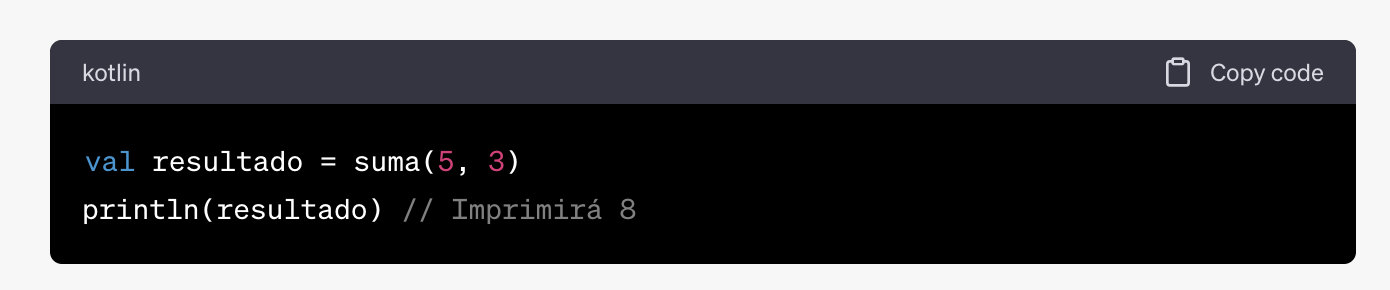 kotlin
Copy code
val resultado = suma(5, 3)
println(resultado) // Imprimirá 8